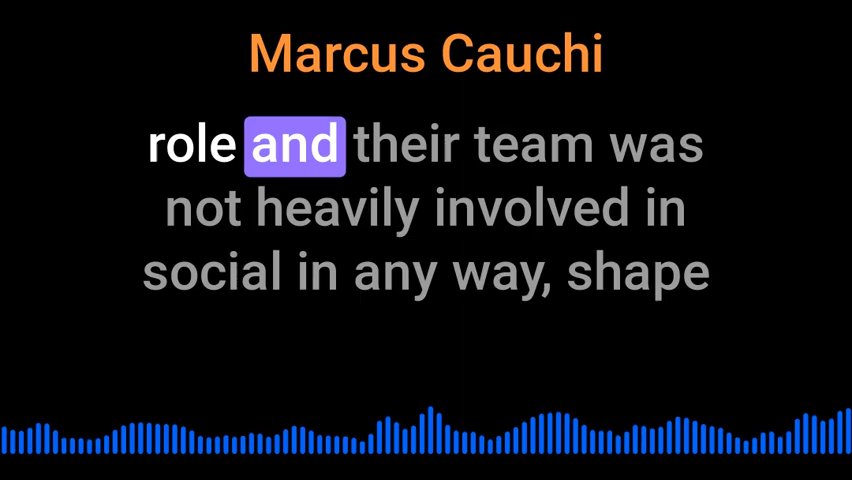 Marcus Cauchi
role and their team was
not heavily involved in
social in any way, shape